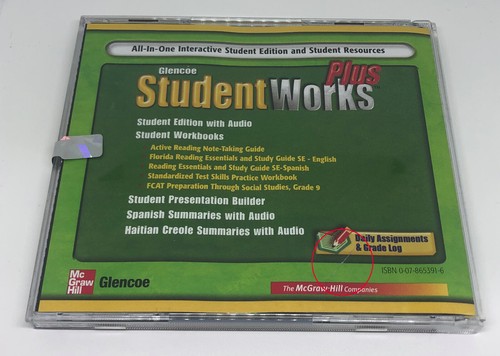 All-In-One Interactive Student Edition and Student Resources
Glencoe
Plus
StudentWorks™
Student Edition with Audio
Student Workbooks
Active Reading Note-Taking Guide
Florida Reading Essentials and Study Guide SE - English
Reading Essentials and Study Guide SE-Spanish
Standardized Test Skills Practice Workbook
FCAT Preparation Through Social Studies, Grade 9
Student Presentation Builder
Spanish Summaries with Audio
Haitian Creole Summaries with Audio
Daily Assignments
& Grade Log
ISBN 0-07-865391-6
Mc
Graw
Hill
Glencoe
The McGraw-Hill Companies